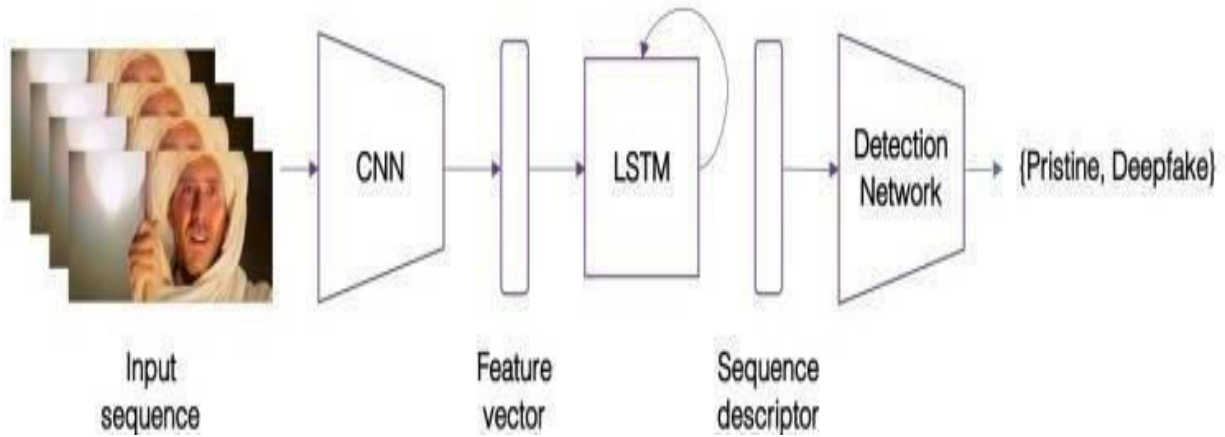 CNN
LSTM
Detection
Network
{Pristine, Deepfake}
Input
sequence
Feature
vector
Sequence
descriptor